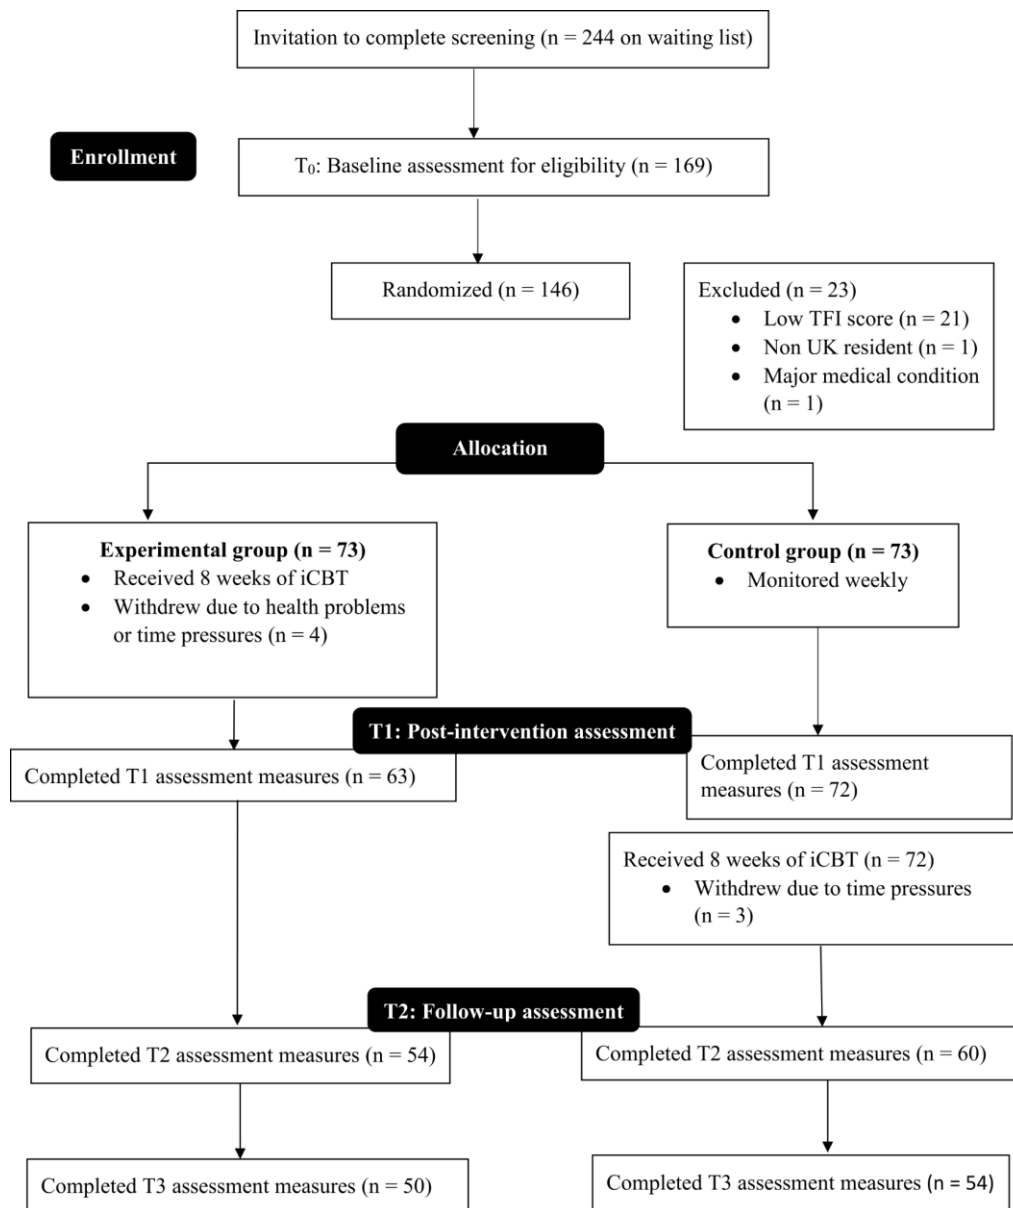 Invitation to complete screening (n = 244 on waiting list)
Enrollment
T₀: Baseline assessment for eligibility (n = 169)
Randomized (n = 146)
Excluded (n = 23)
• Low TFI score (n = 21)
• Non UK resident (n = 1)
• Major medical condition
(n = 1)
Allocation
Experimental group (n = 73)
• Received 8 weeks of iCBT
• Withdrew due to health problems
or time pressures (n = 4)
Control group (n = 73)
• Monitored weekly
T1: Post-intervention assessment
Completed T1 assessment measures (n = 63)
Completed T1 assessment
measures (n = 72)
Received 8 weeks of iCBT (n = 72)
• Withdrew due to time pressures
(n = 3)
T2: Follow-up assessment
Completed T2 assessment measures (n = 54)
Completed T2 assessment measures (n = 60)
Completed T3 assessment measures (n = 50)
Completed T3 assessment measures (n = 54)